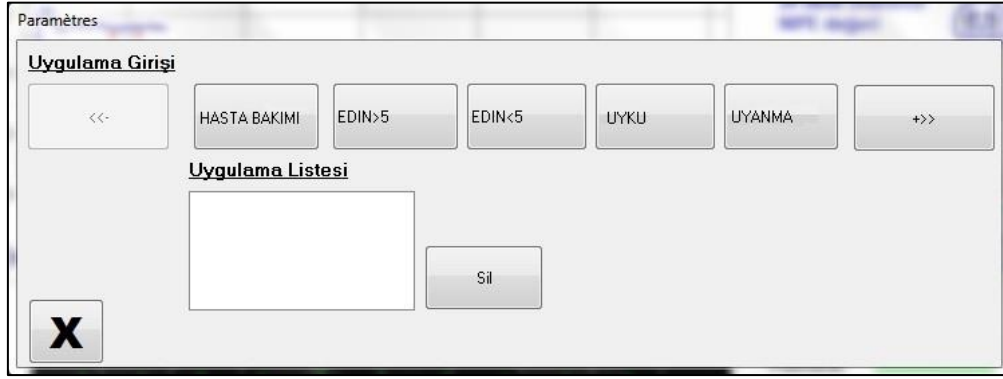 Paramètres
Uygulama Girişi
<<-
HASTA BAKIMI
EDIN>5
EDIN<5
UYKU
UYANMA
+>>
Uygulama Listesi
Sil
X